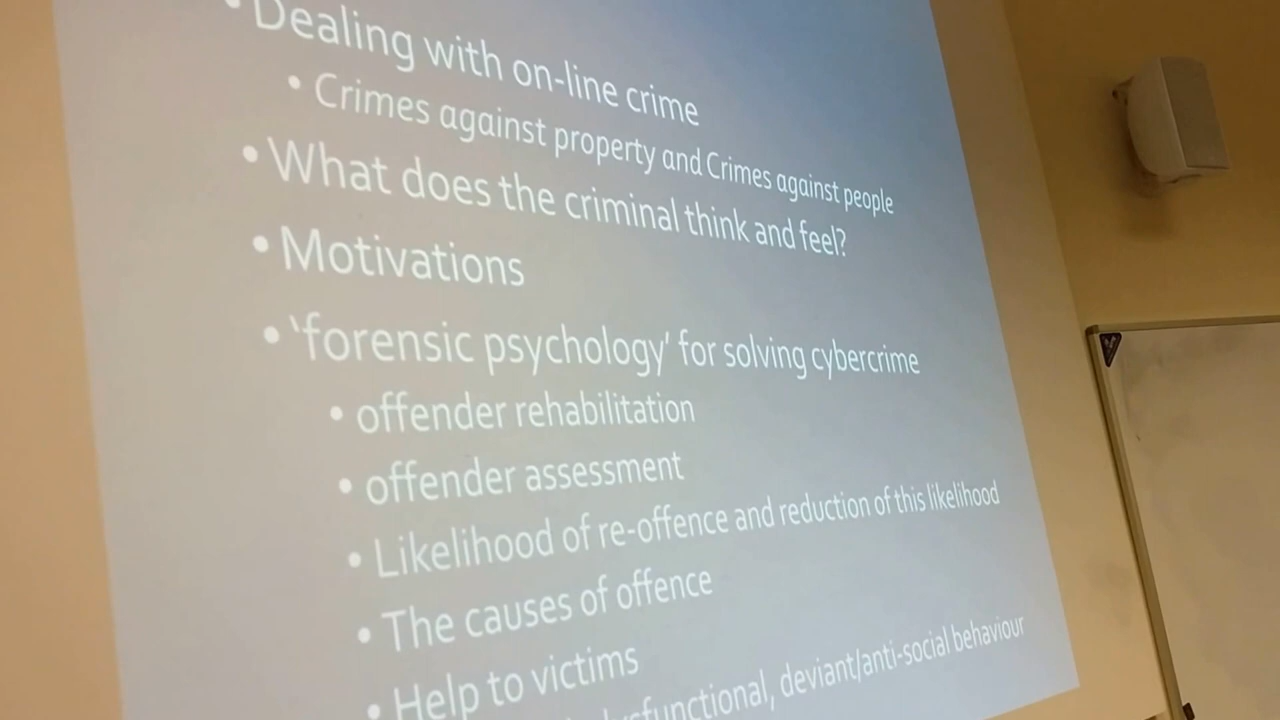 • Dealing with on-line crime
• Crimes against property and Crimes against people
• What does the criminal think and feel?
• Motivations
• 'forensic psychology' for solving cybercrime
• offender rehabilitation
• offender assessment
• Likelihood of re-offence and reduction of this likelihood
• The causes of offence
• Help to victims
dysfunctional, deviant/anti-social behaviour